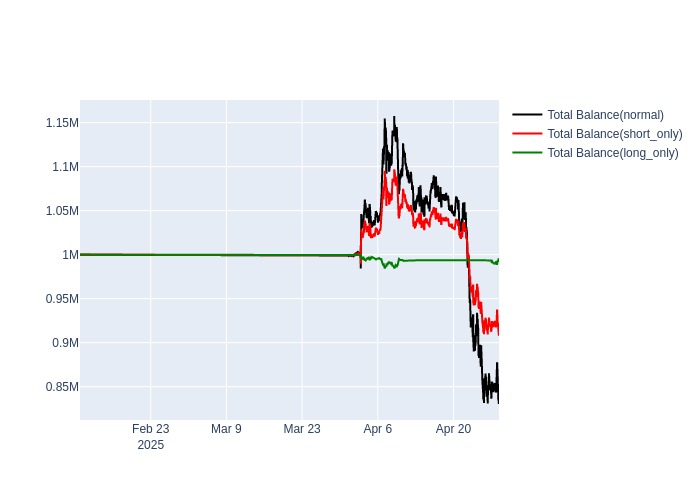 1.15M
1.1M
1.05M
1M
0.95M
0.9M
0.85M
Feb 23
2025
Mar 9
Mar 23
Apr 6
Apr 20
Total Balance(normal)
Total Balance(short_only)
Total Balance(long_only)